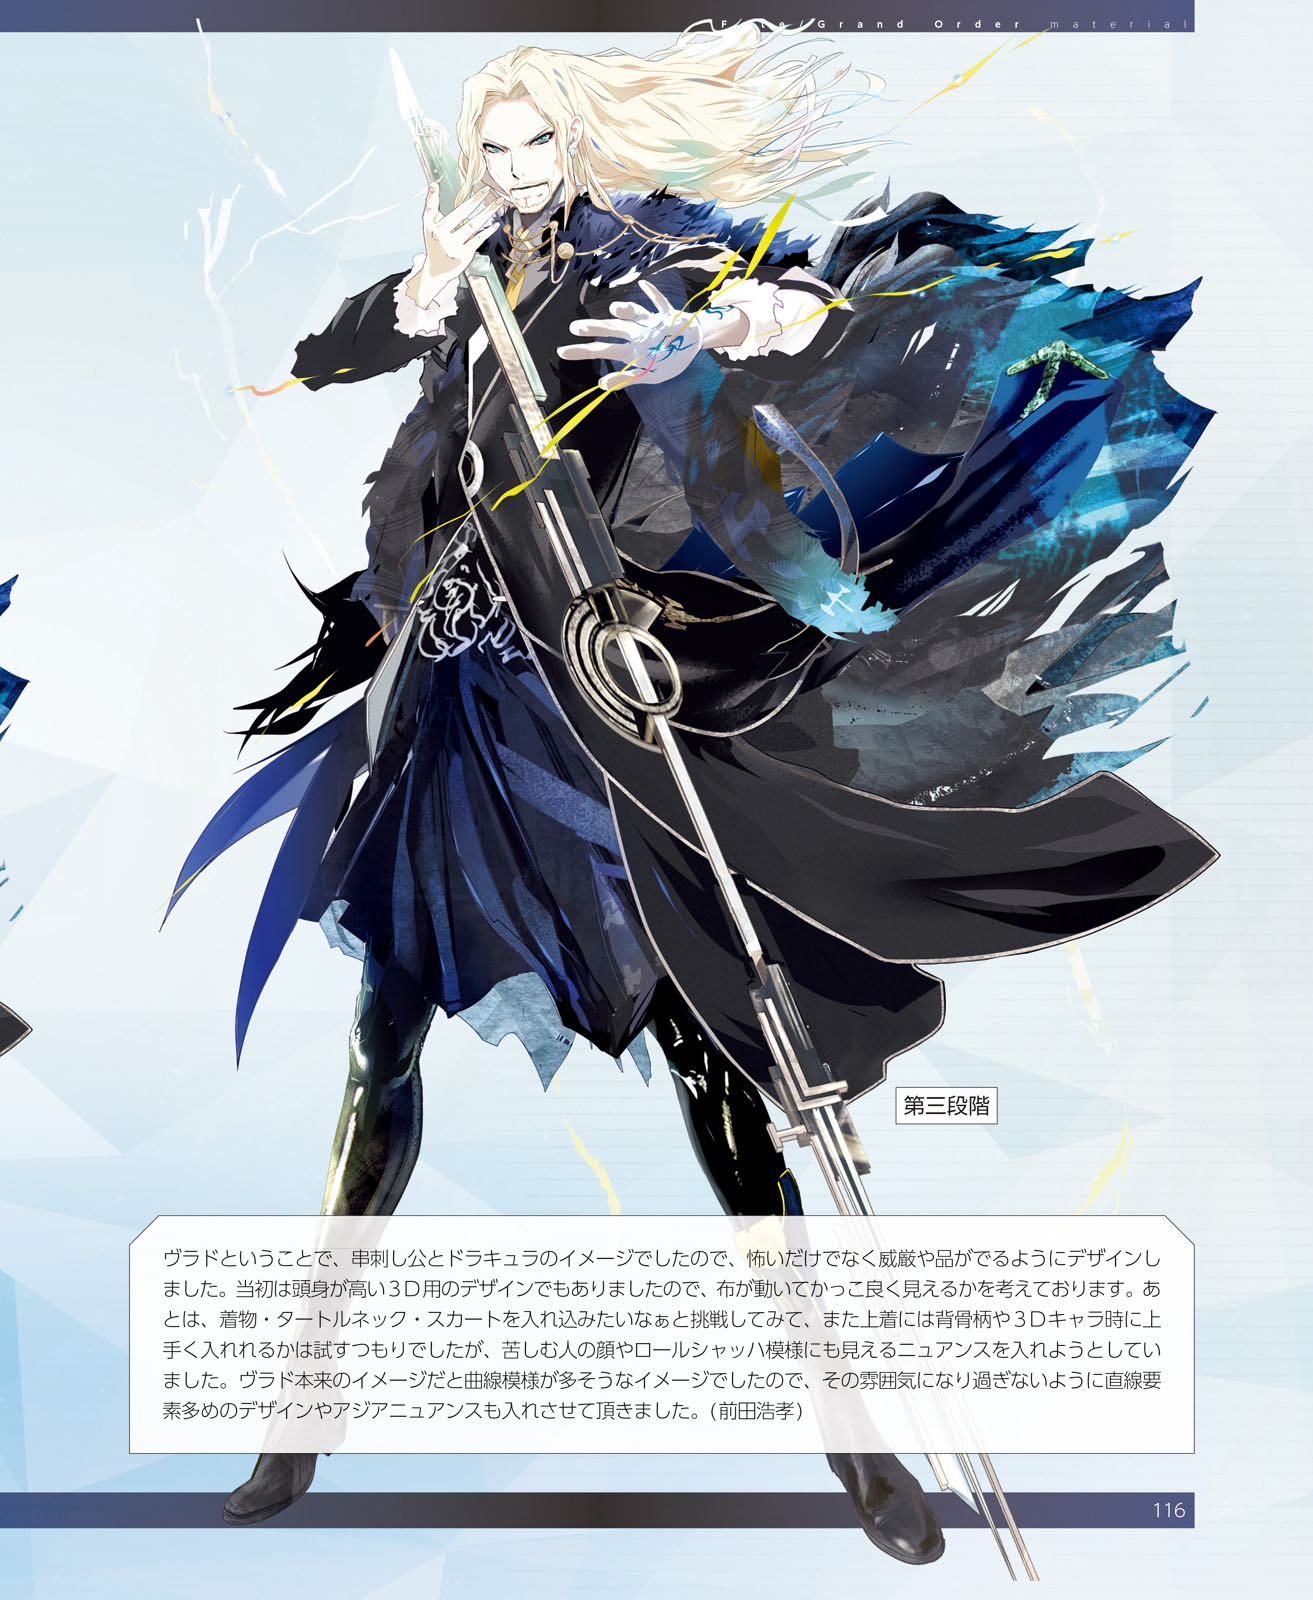 Fate/Grand Order material
第三段階
ヴラドということで、串刺し公とドラキュラのイメージでしたので、怖いだけでなく威厳や品がでるようにデザインし
ました。当初は頭身が高い３Ｄ用のデザインでもありましたので、布が動いてかっこ良く見えるかを考えております。あ
とは、着物・タートルネック・スカートを入れ込みたいなぁと挑戦してみて、また上着には背骨柄や３Ｄキャラ時に上
手く入れれるかは試すつもりでしたが、苦しむ人の顔やロールシャッハ模様にも見えるニュアンスを入れようとしてい
ました。ヴラド本来のイメージだと曲線模様が多そうなイメージでしたので、その雰囲気になり過ぎないように直線要
素多めのデザインやアジアニュアンスも入れさせて頂きました。(前田浩孝)
116